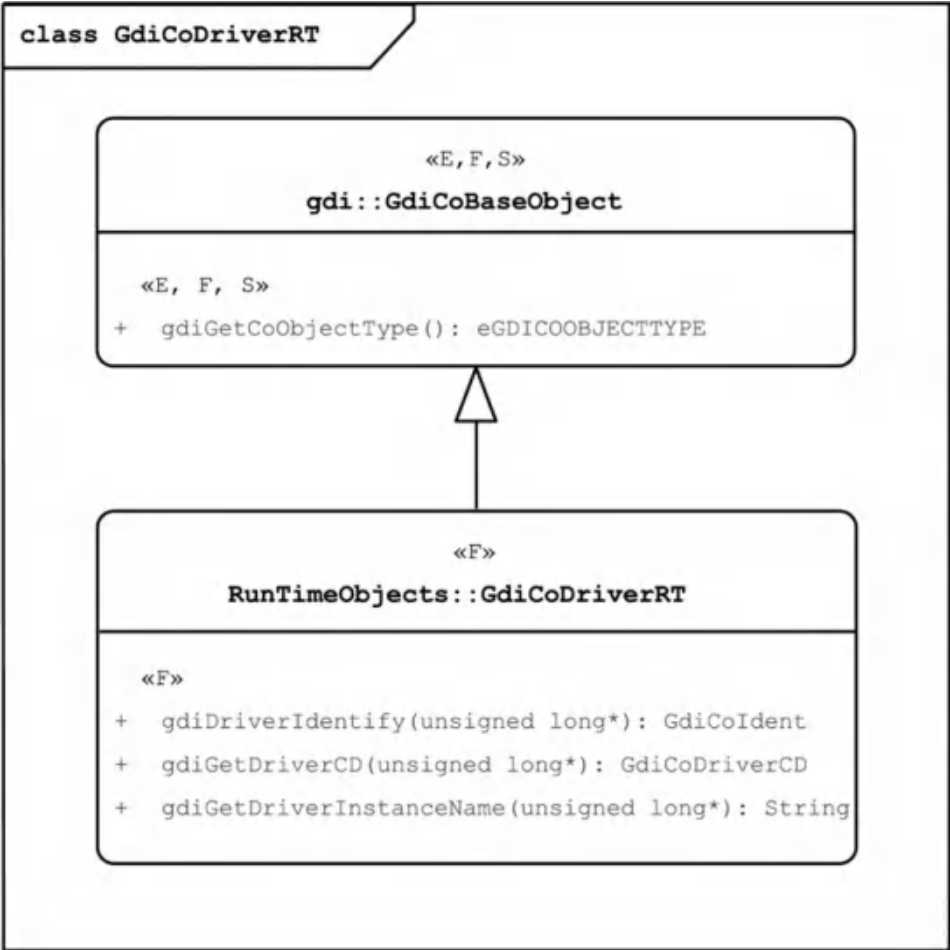 class GdiCoDriverRT
«E,F,S»
gdi::GdiCoBaseObject
«E, F, S»
+ gdiGetCoObjectType(): eGDICOOBJECTTYPE
«F»
RunTimeObjects::GdiCoDriverRT
«F»
+ gdiDriverIdentify(unsigned long*): GdiCoIdent
+ gdiGetDriverCD(unsigned long*): GdiCoDriverCD
+ gdiGetDriverInstanceName(unsigned long*): String